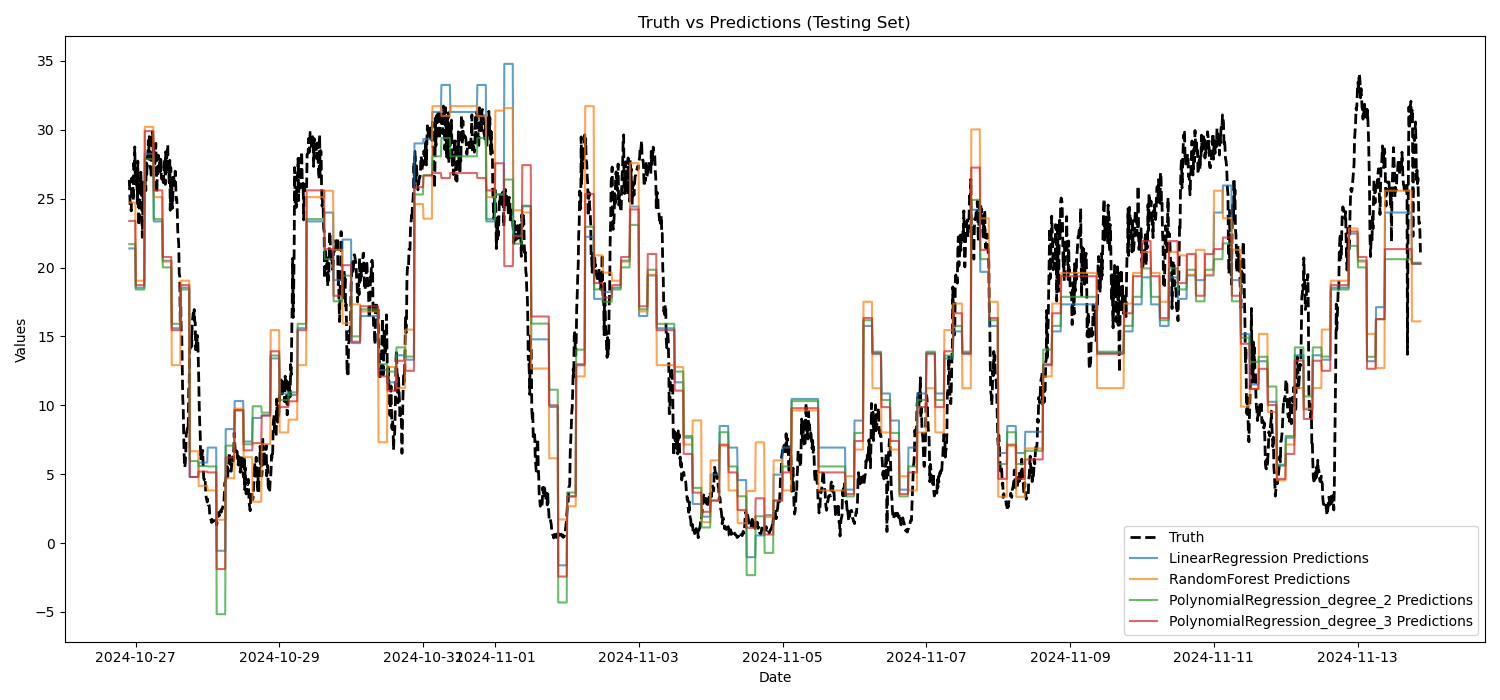 Truth vs Predictions (Testing Set)
Values
35
30
25
20
15
10
5
0
−5
2024-10-27
2024-10-29
2024-10-31
2024-11-01
2024-11-03
2024-11-05
2024-11-07
2024-11-09
2024-11-11
2024-11-13
Date
Truth
LinearRegression Predictions
RandomForest Predictions
PolynomialRegression_degree_2 Predictions
PolynomialRegression_degree_3 Predictions